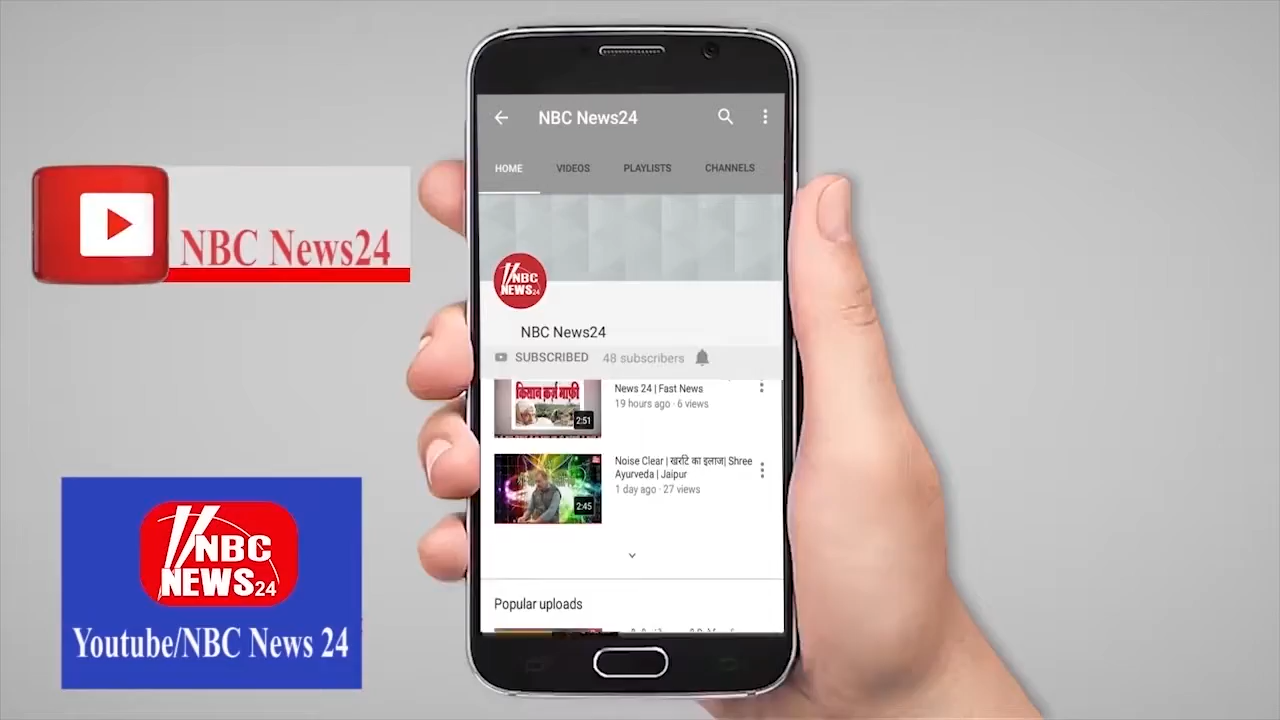 NBC News24
HOME VIDEOS PLAYLISTS CHANNELS
NBC NEWS24
NBC News24
SUBSCRIBED 48 subscribers
किसान क़र्ज़ माफ़ी
2:51
News 24 | Fast News
19 hours ago · 6 views
2:45
Noise Clear | खर्राटे का इलाज| Shree
Ayurveda | Jaipur
1 day ago · 27 views
Popular uploads
NBC News24
NBC
NEWS24
Youtube/NBC News 24